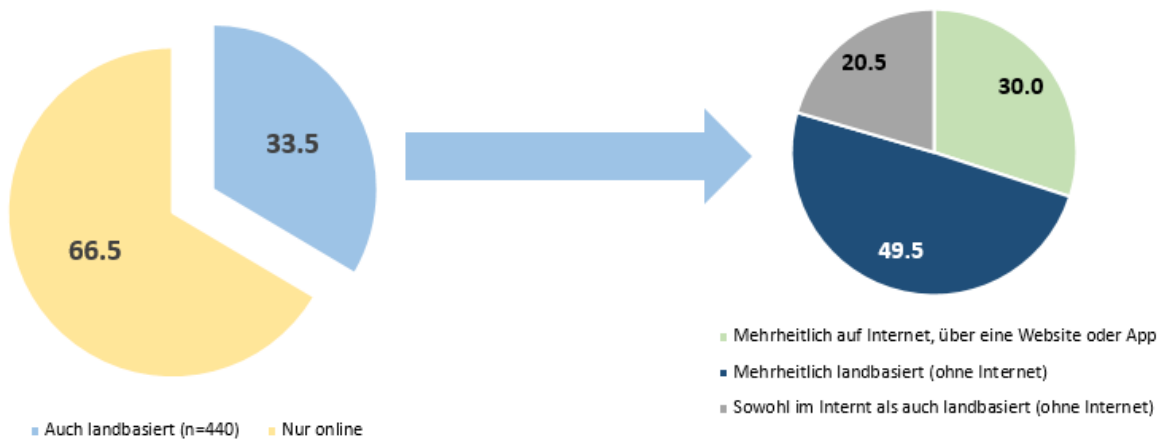 33.5
66.5
Auch landbasiert (n=440)
Nur online
20.5
30.0
49.5
Mehrheitlich auf Internet, über eine Website oder App
Mehrheitlich landbasiert (ohne Internet)
Sowohl im Internt als auch landbasiert (ohne Internet)